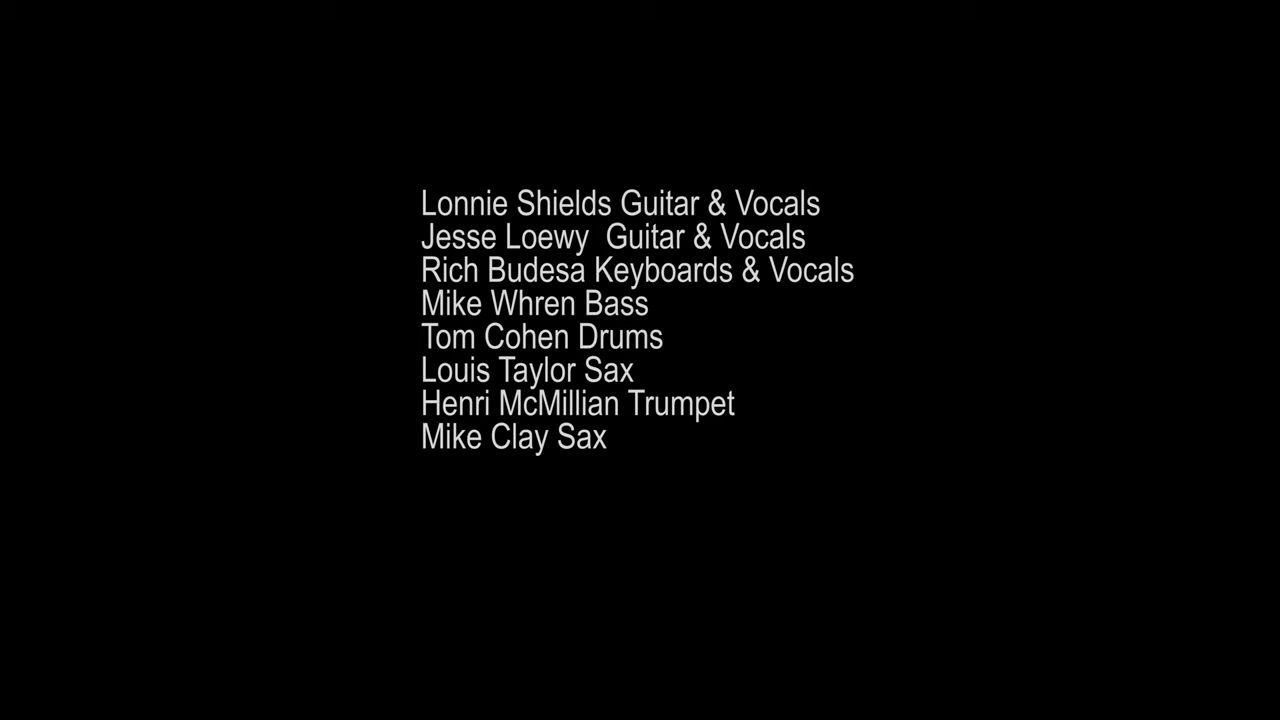 Lonnie Shields Guitar & Vocals
Jesse Loewy  Guitar & Vocals
Rich Budesa Keyboards & Vocals
Mike Whren Bass
Tom Cohen Drums
Louis Taylor Sax
Henri McMillian Trumpet
Mike Clay Sax